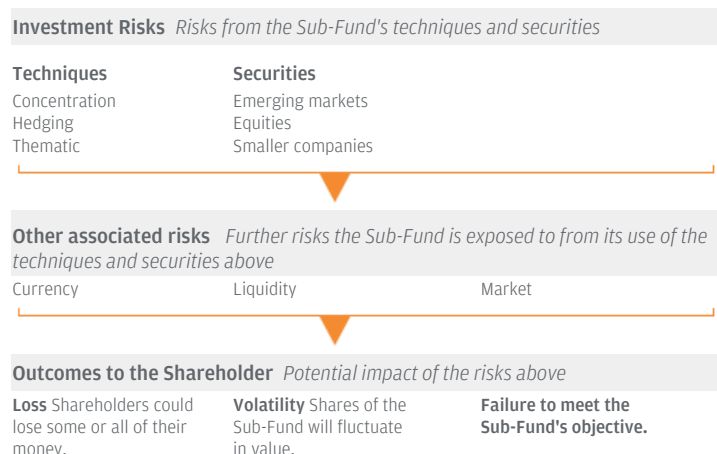 Investment Risks Risks from the Sub-Fund's techniques and securities
Techniques
Concentration
Hedging
Thematic
Securities
Emerging markets
Equities
Smaller companies
Other associated risks Further risks the Sub-Fund is exposed to from its use of the
techniques and securities above
Currency
Liquidity
Market
Outcomes to the Shareholder Potential impact of the risks above
Loss Shareholders could
lose some or all of their
money.
Volatility Shares of the
Sub-Fund will fluctuate
in value.
Failure to meet the
Sub-Fund's objective.